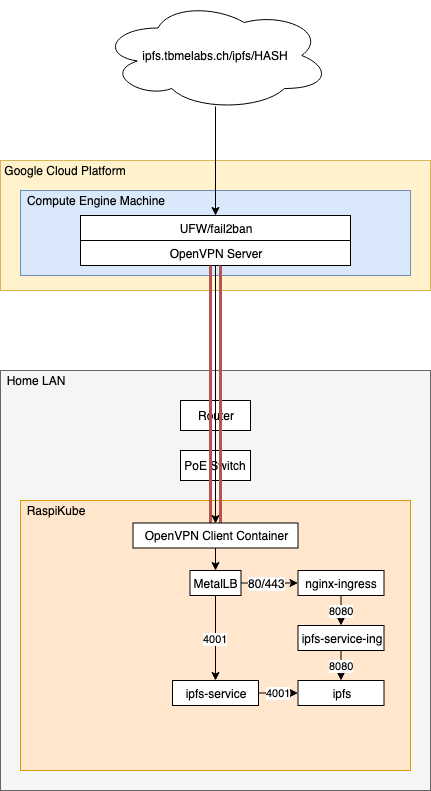 ipfs.tbmelabs.ch/ipfs/HASH
Google Cloud Platform
Compute Engine Machine
UFW/fail2ban
OpenVPN Server
Home LAN
Router
PoE Switch
RaspiKube
OpenVPN Client Container
MetalLB
80/443
nginx-ingress
8080
4001
ipfs-service-ing
8080
ipfs-service
4001
ipfs